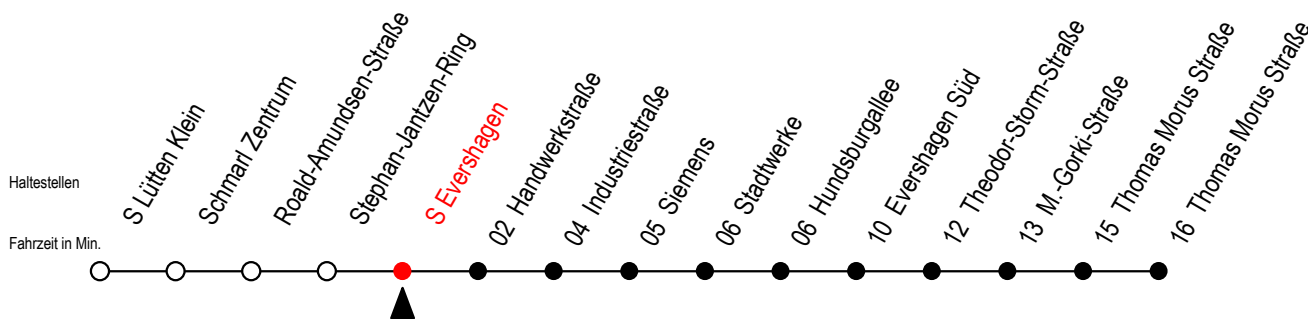 Haltestellen
Fahrzeit in Min.
S Lütten Klein
Schmarl Zentrum
Roald-Amundsen-Straße
Stephan-Jantzen-Ring
S Evershagen
02 Handwerkstraße
04 Industriestraße
05 Siemens
06 Stadtwerke
06 Hundsburgallee
10 Evershagen Süd
12 Theodor-Storm-Straße
13 M.-Gorki-Straße
15 Thomas Morus Straße
16 Thomas Morus Straße